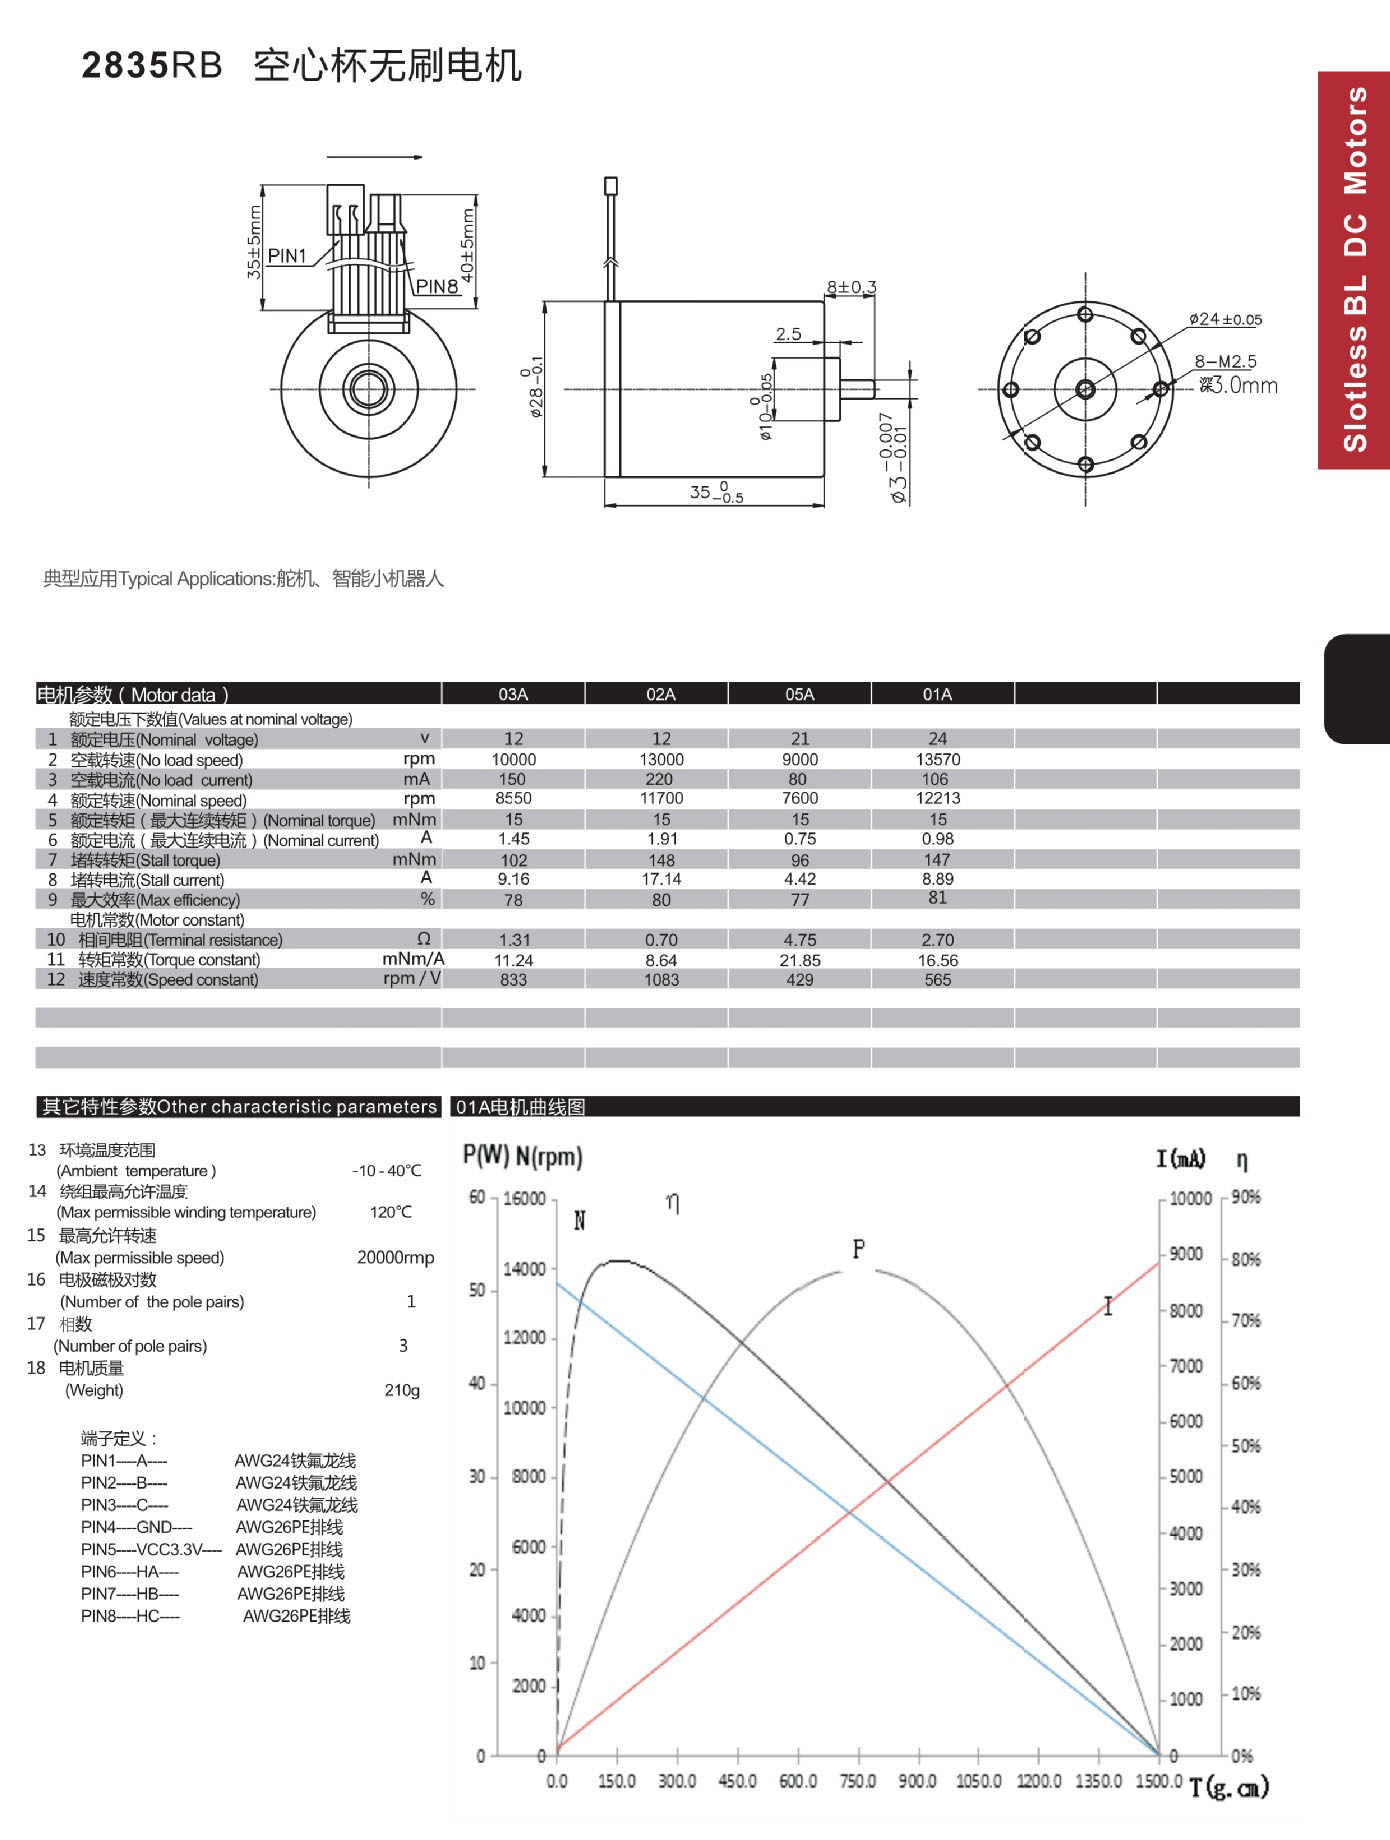 2835RB 空心杯无刷电机
Slotless BL DC Motors
35±5mm
PIN1
PIN8
40±5mm
8±0.3
2.5
ø28 0 -0.1
ø10 0 -0.05
ø3 -0.007 -0.01
35 0 -0.5
ø24±0.05
8-M2.5
深3.0mm
典型应用Typical Applications:舵机、智能小机器人
电机参数（Motor data） 03A 02A 05A 01A
额定电压下数值(Values at nominal voltage)
1 额定电压(Nominal voltage) v 12 12 21 24
2 空载转速(No load speed) rpm 10000 13000 9000 13570
3 空载电流(No load current) mA 150 220 80 106
4 额定转速(Nominal speed) rpm 8550 11700 7600 12213
5 额定转矩（最大连续转矩）(Nominal torque) mNm 15 15 15 15
6 额定电流（最大连续电流）(Nominal current) A 1.45 1.91 0.75 0.98
7 堵转转矩(Stall torque) mNm 102 148 96 147
8 堵转电流(Stall current) A 9.16 17.14 4.42 8.89
9 最大效率(Max efficiency) % 78 80 77 81
电机常数(Motor constant)
10 相间电阻(Terminal resistance) Ω 1.31 0.70 4.75 2.70
11 转矩常数(Torque constant) mNm/A 11.24 8.64 21.85 16.56
12 速度常数(Speed constant) rpm / V 833 1083 429 565
其它特性参数Other characteristic parameters
13 环境温度范围
(Ambient temperature ) -10 - 40℃
14 绕组最高允许温度
(Max permissible winding temperature) 120℃
15 最高允许转速
(Max permissible speed) 20000rmp
16 电极磁极对数
(Number of the pole pairs) 1
17 相数
(Number of pole pairs) 3
18 电机质量
(Weight) 210g
端子定义：
PIN1----A---- AWG24铁氟龙线
PIN2----B---- AWG24铁氟龙线
PIN3----C---- AWG24铁氟龙线
PIN4----GND---- AWG26PE排线
PIN5----VCC3.3V---- AWG26PE排线
PIN6----HA---- AWG26PE排线
PIN7----HB---- AWG26PE排线
PIN8----HC---- AWG26PE排线
01A电机曲线图
P(W) N(rpm) I(mA) η
60 16000 10000 90%
η
N
P
9000 80%
14000
50
I
8000 70%
12000
7000
40 60%
10000
6000
50%
30 8000 5000
40%
4000
6000
20 30%
3000
4000
20%
2000
10
2000 1000 10%
0 0 0 0%
0.0 150.0 300.0 450.0 600.0 750.0 900.0 1050.0 1200.0 1350.0 1500.0 T(g.cm)